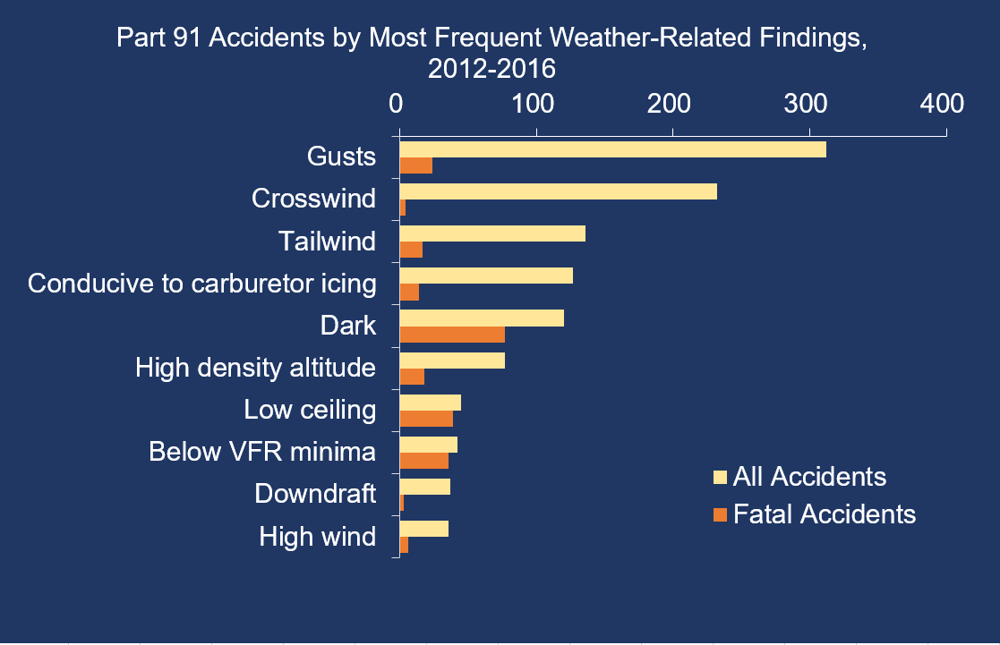 Part 91 Accidents by Most Frequent Weather-Related Findings,
2012-2016
0 100 200 300 400
Gusts
Crosswind
Tailwind
Conducive to carburetor icing
Dark
High density altitude
Low ceiling
Below VFR minima
Downdraft
High wind
All Accidents
Fatal Accidents